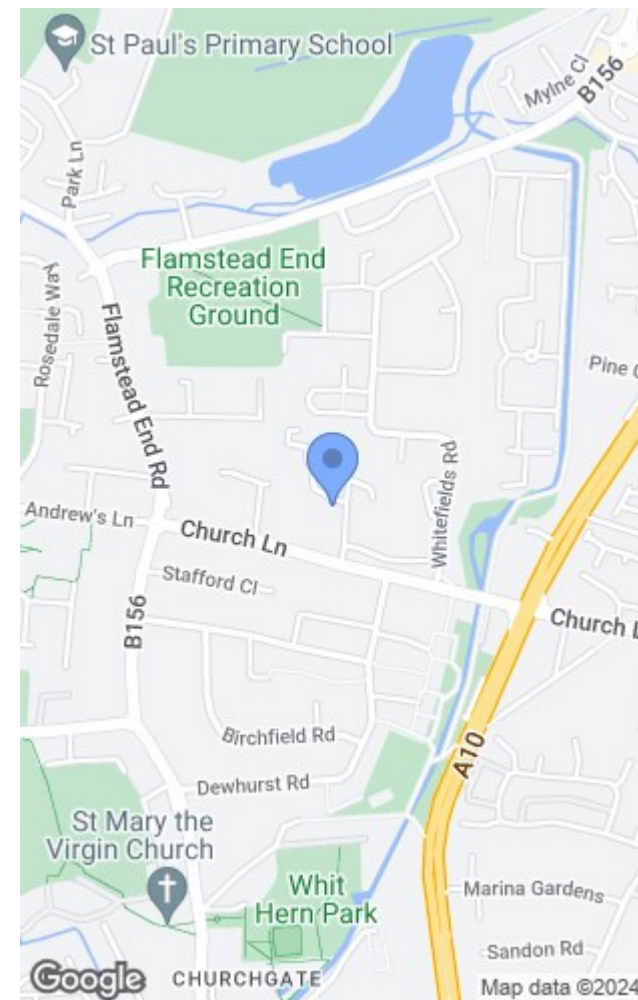 St Paul's Primary School
Mylne Cl
B156
Park Ln
Flamstead End
Recreation
Ground
Rosedale Way
Flamstead End Rd
Pine
Whitefields Rd
Andrew's Ln
Church Ln
Stafford Cl
B156
Church L
Birchfield Rd
A10
Dewhurst Rd
St Mary the
Virgin Church
Whit
Hern Park
Marina Gardens
Sandon Rd
Google
CHURCHGATE
Map data ©2024